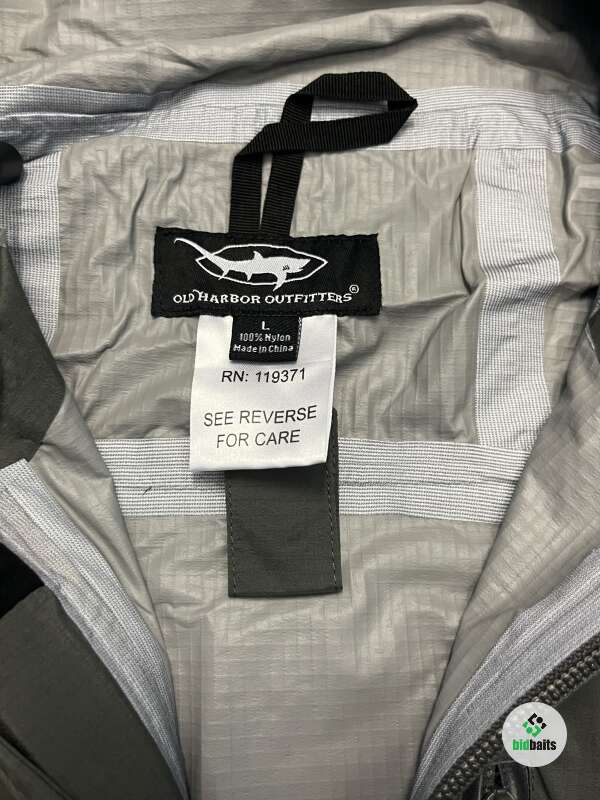 OLD HARBOR OUTFITTERS®
L
100% Nylon
Made in China
RN: 119371
SEE REVERSE
FOR CARE
bidbaits